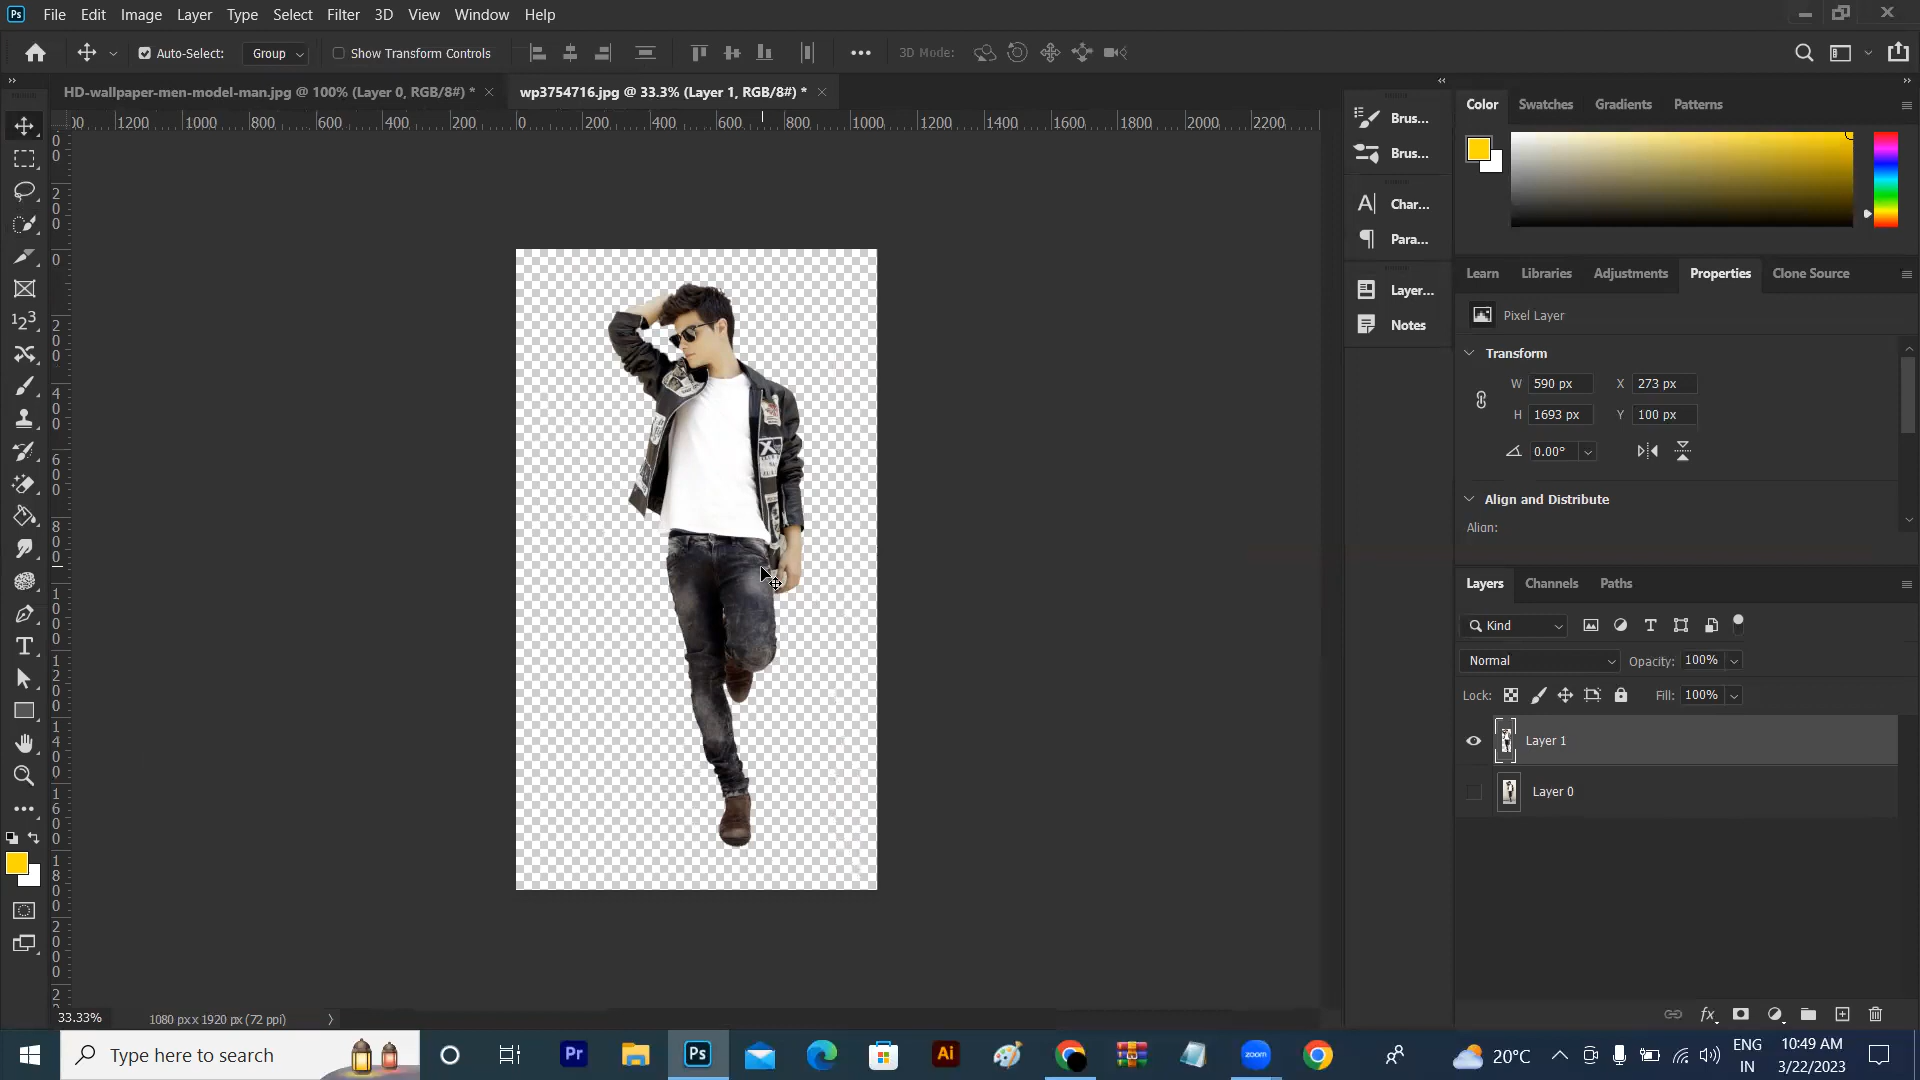 Ps File Edit Image Layer Type Select Filter 3D View Window Help
Auto-Select: Group Show Transform Controls 3D Mode:
HD-wallpaper-men-model-man.jpg @ 100% (Layer 0, RGB/8#) * wp3754716.jpg @ 33.3% (Layer 1, RGB/8#) *
1200 1000 800 600 400 200 0 200 400 600 800 1000 1200 1400 1600 1800 2000 2200
Brus...
Brus...
Char...
Para...
Layer...
Notes
Color Swatches Gradients Patterns
Learn Libraries Adjustments Properties Clone Source
Pixel Layer
Transform
W 590 px X 273 px
H 1693 px Y 100 px
0.00°
Align and Distribute
Align:
Layers Channels Paths
Kind
Normal Opacity: 100%
Lock: Fill: 100%
Layer 1
Layer 0
X
33.33% 1080 px x 1920 px (72 ppi)
Type here to search Pr Ps Ai zoom 20°C ENG IN 10:49 AM 3/22/2023